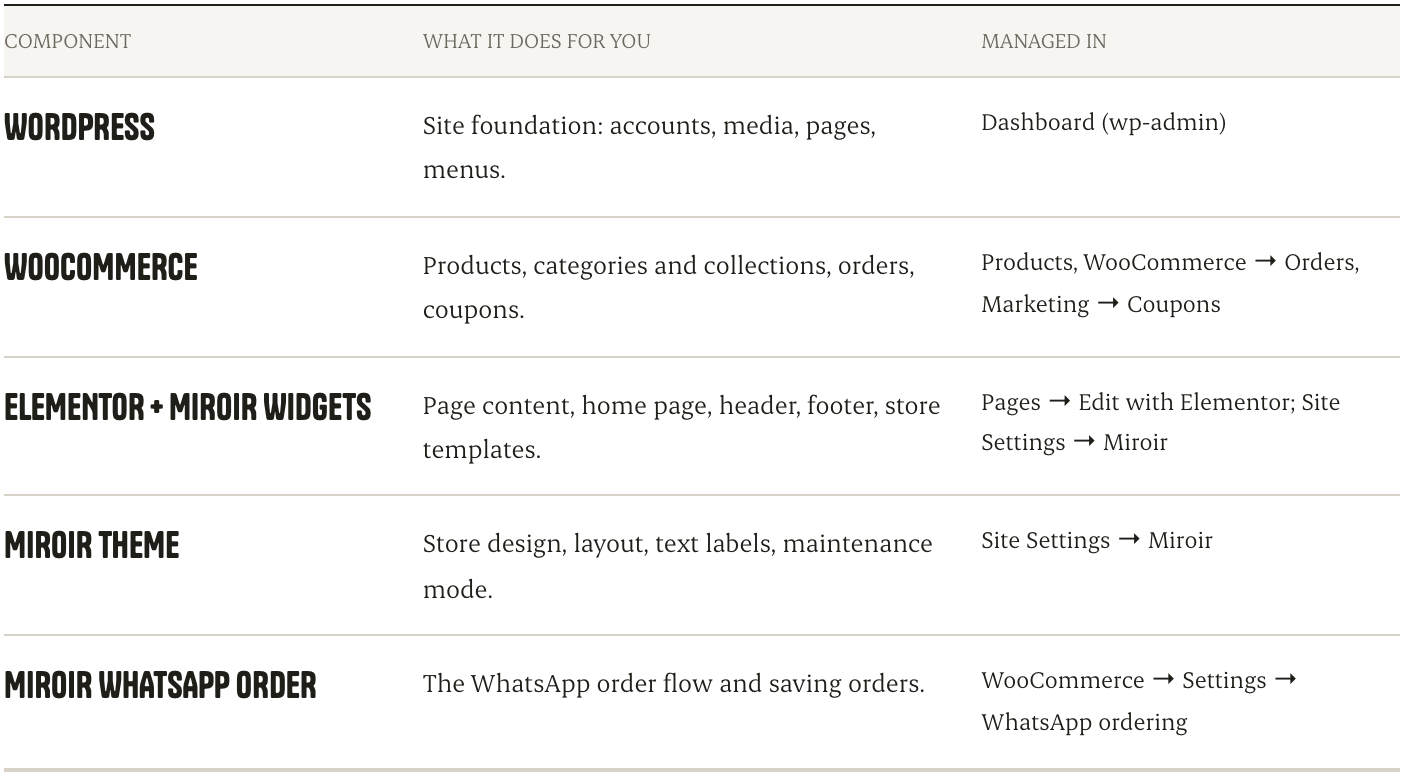 COMPONENT WHAT IT DOES FOR YOU MANAGED IN
WORDPRESS Site foundation: accounts, media, pages, Dashboard (wp-admin)
menus.
WOOCOMMERCE Products, categories and collections, orders, Products, WooCommerce → Orders,
coupons. Marketing → Coupons
ELEMENTOR + MIROIR WIDGETS Page content, home page, header, footer, store Pages → Edit with Elementor; Site
templates. Settings → Miroir
MIROIR THEME Store design, layout, text labels, maintenance Site Settings → Miroir
mode.
MIROIR WHATSAPP ORDER The WhatsApp order flow and saving orders. WooCommerce → Settings →
WhatsApp ordering